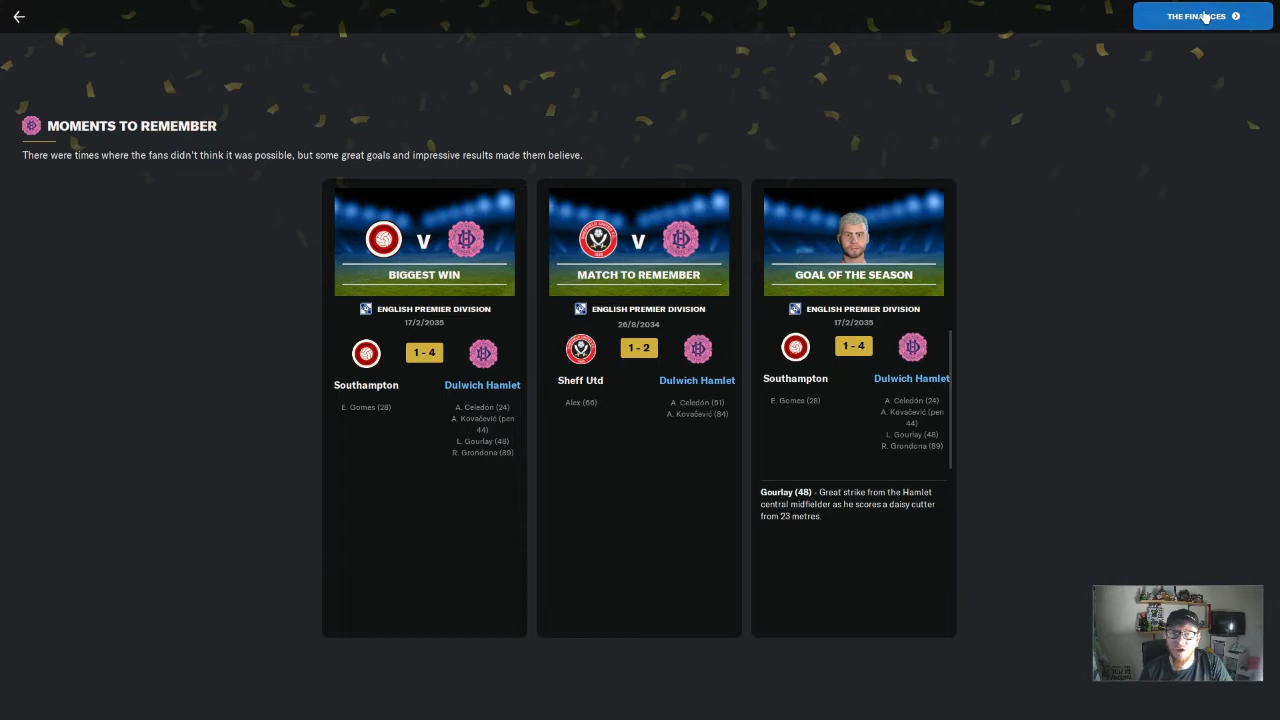 THE FINANCES
MOMENTS TO REMEMBER
There were times where the fans didn't think it was possible, but some great goals and impressive results made them believe.
V
BIGGEST WIN
ENGLISH PREMIER DIVISION
17/2/2035
1 - 4
Southampton
Dulwich Hamlet
E. Gomes (28)
A. Celedón (24)
A. Kovačević (pen
44)
L. Gourlay (48)
R. Grondona (89)
V
MATCH TO REMEMBER
ENGLISH PREMIER DIVISION
26/8/2034
1 - 2
Sheff Utd
Dulwich Hamlet
Alex (66)
A. Celedón (51)
A. Kovačević (84)
GOAL OF THE SEASON
ENGLISH PREMIER DIVISION
17/2/2035
1 - 4
Southampton
Dulwich Hamlet
E. Gomes (28)
A. Celedón (24)
A. Kovačević (pen
44)
L. Gourlay (48)
R. Grondona (89)
Gourlay (48) - Great strike from the Hamlet
central midfielder as he scores a daisy cutter
from 23 metres.